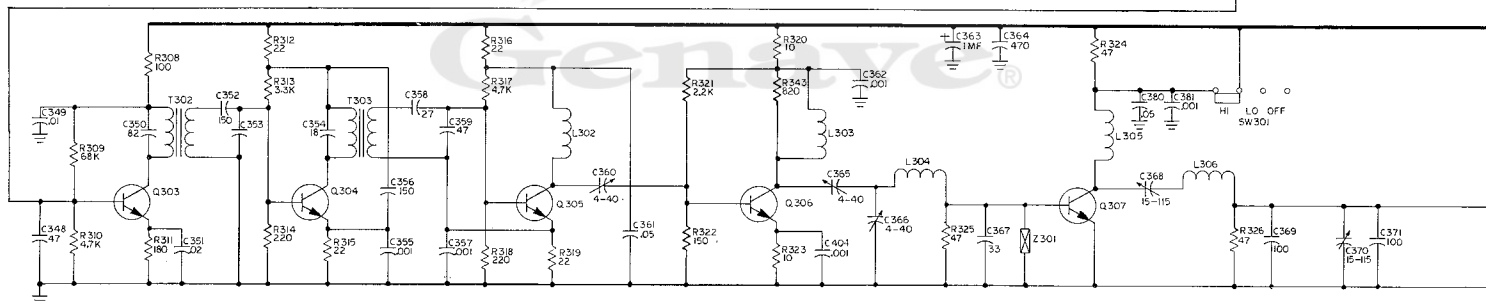 Genave®
R308
100
R312
22
R316
22
R320
10
C363
+
1MF
C364
470
R324
47
R313
3.3K
R317
4.7K
R321
2.2K
R343
820
C362
.001
C349
.01
C350
82
T302
C352
150
C353
C354
18
T303
C358
27
C359
47
L302
L303
L305
C380
.05
C381
.001
HI LO OFF
SW301
R309
68K
Q303
Q304
C356
150
Q305
C360
4-40
C361
.05
Q306
C365
4-40
L304
C366
4-40
Q307
C368
15-115
L306
C348
47
R310
4.7K
R311
180
C351
.02
R314
220
R315
22
C355
.001
C357
.001
R318
220
R319
22
R322
150
R323
10
C404
.001
R325
47
C367
33
Z301
R326
47
C369
100
C370
15-115
C371
100